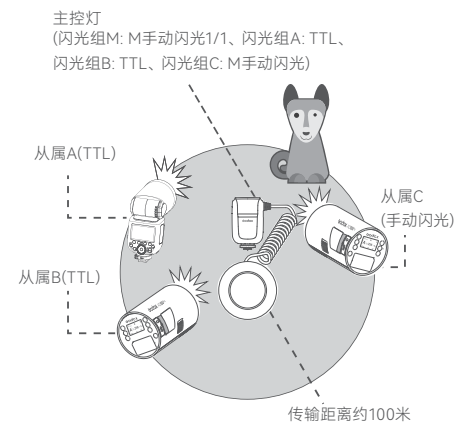 主控灯
(闪光组M: M手动闪光1/1、闪光组A: TTL、
闪光组B: TTL、闪光组C: M手动闪光)
从属A(TTL)
从属C
(手动闪光)
从属B(TTL)
传输距离约100米